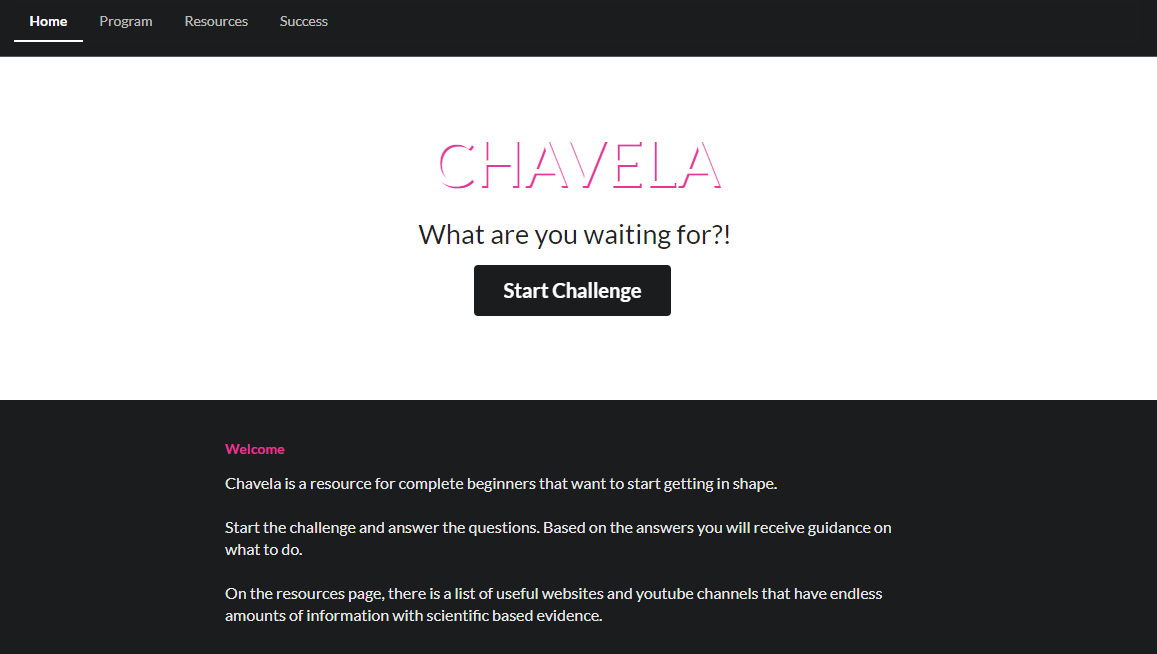 Home Program Resources Success
CHAVELA
What are you waiting for?!
Start Challenge
Welcome
Chavela is a resource for complete beginners that want to start getting in shape.
Start the challenge and answer the questions. Based on the answers you will receive guidance on
what to do.
On the resources page, there is a list of useful websites and youtube channels that have endless
amounts of information with scientific based evidence.